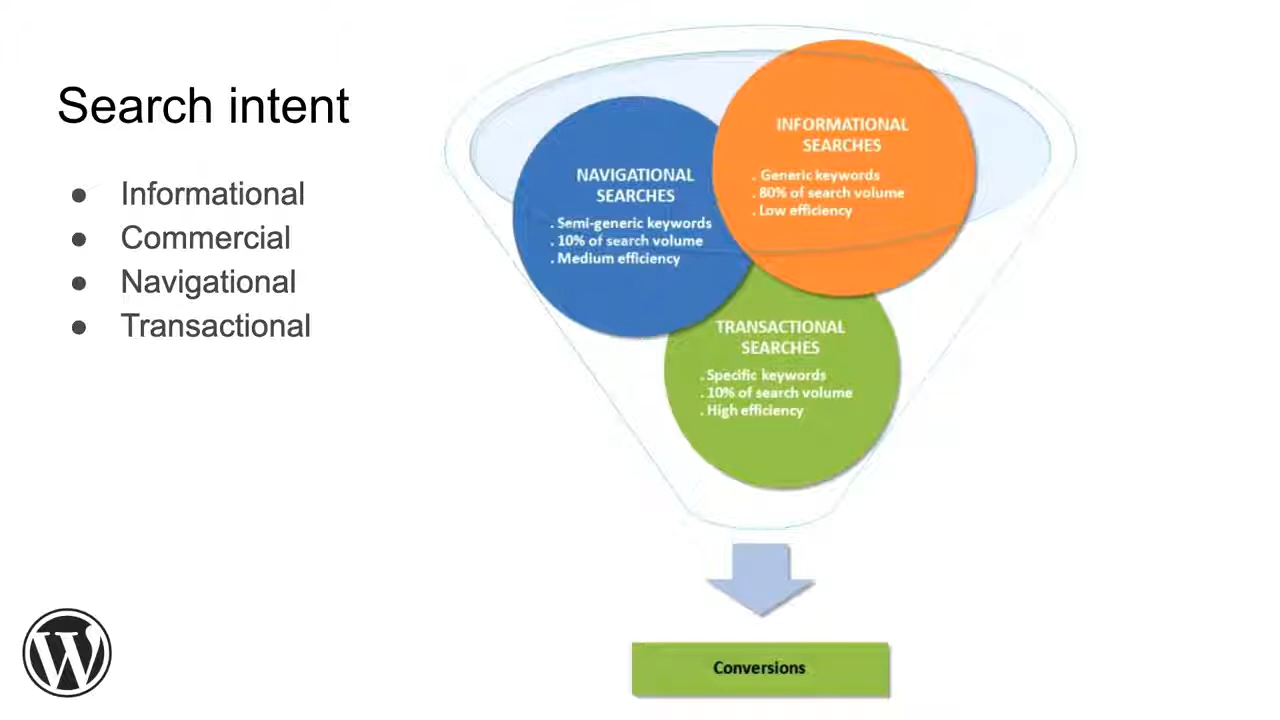 Search intent
Informational
Commercial
Navigational
Transactional
NAVIGATIONAL
SEARCHES
. Semi-generic keywords
. 10% of search volume
. Medium efficiency
INFORMATIONAL
SEARCHES
. Generic keywords
. 80% of search volume
. Low efficiency
TRANSACTIONAL
SEARCHES
. Specific keywords
. 10% of search volume
. High efficiency
Conversions